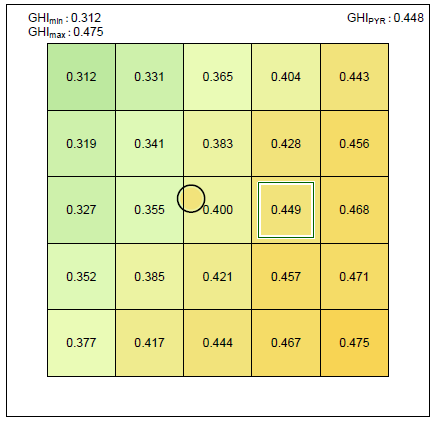 GHImin : 0.312
GHImax : 0.475
GHIPYR : 0.448
0.312 0.331 0.365 0.404 0.443
0.319 0.341 0.383 0.428 0.456
0.327 0.355 0.400 0.449 0.468
0.352 0.385 0.421 0.457 0.471
0.377 0.417 0.444 0.467 0.475